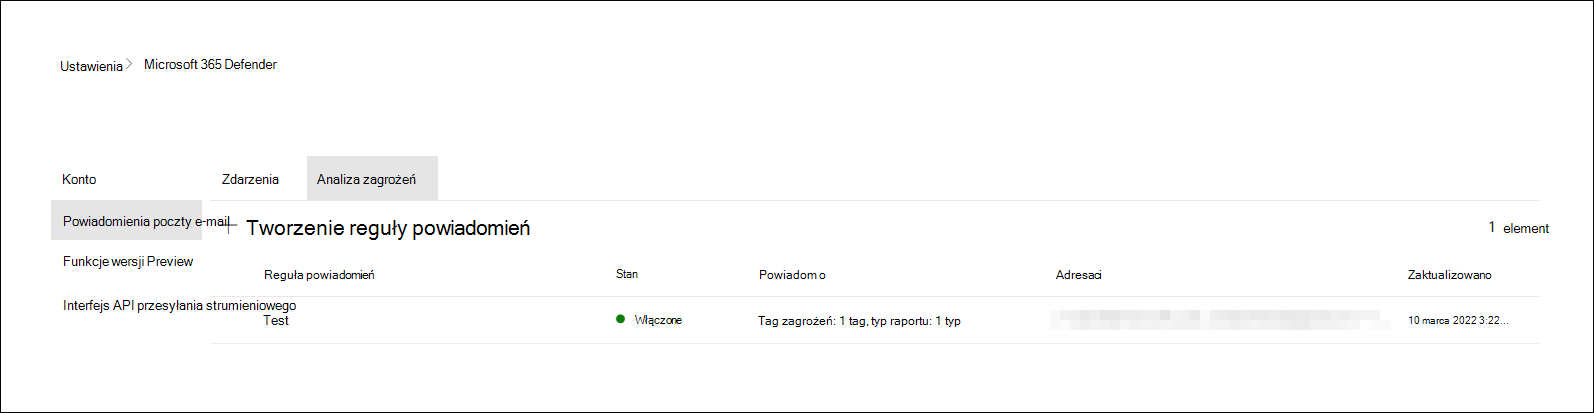 Ustawienia > Microsoft 365 Defender
Konto
Powiadomienia poczty e-mail
Funkcje wersji Preview
Interfejs API przesyłania strumieniowego
Zdarzenia Analiza zagrożeń
+ Tworzenie reguły powiadomień 1 element
Reguła powiadomień Stan Powiadom o Adresaci Zaktualizowano
Test Włączone Tag zagrożeń: 1 tag, typ raportu: 1 typ 10 marca 2022 3:22...